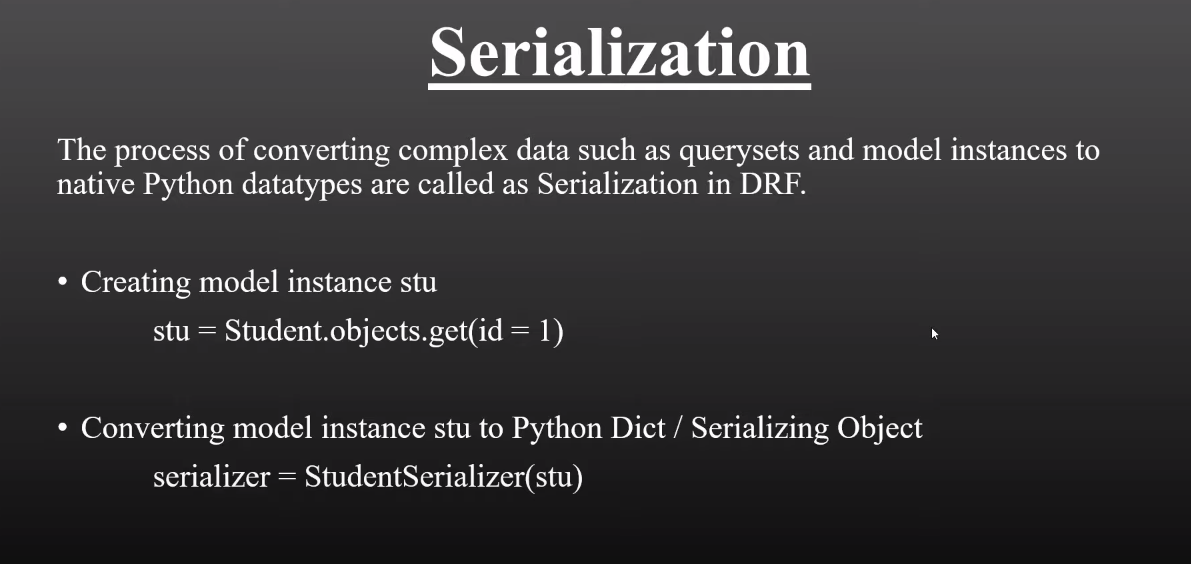 Serialization
The process of converting complex data such as querysets and model instances to
native Python datatypes are called as Serialization in DRF.
• Creating model instance stu
stu = Student.objects.get(id = 1)
• Converting model instance stu to Python Dict / Serializing Object
serializer = StudentSerializer(stu)